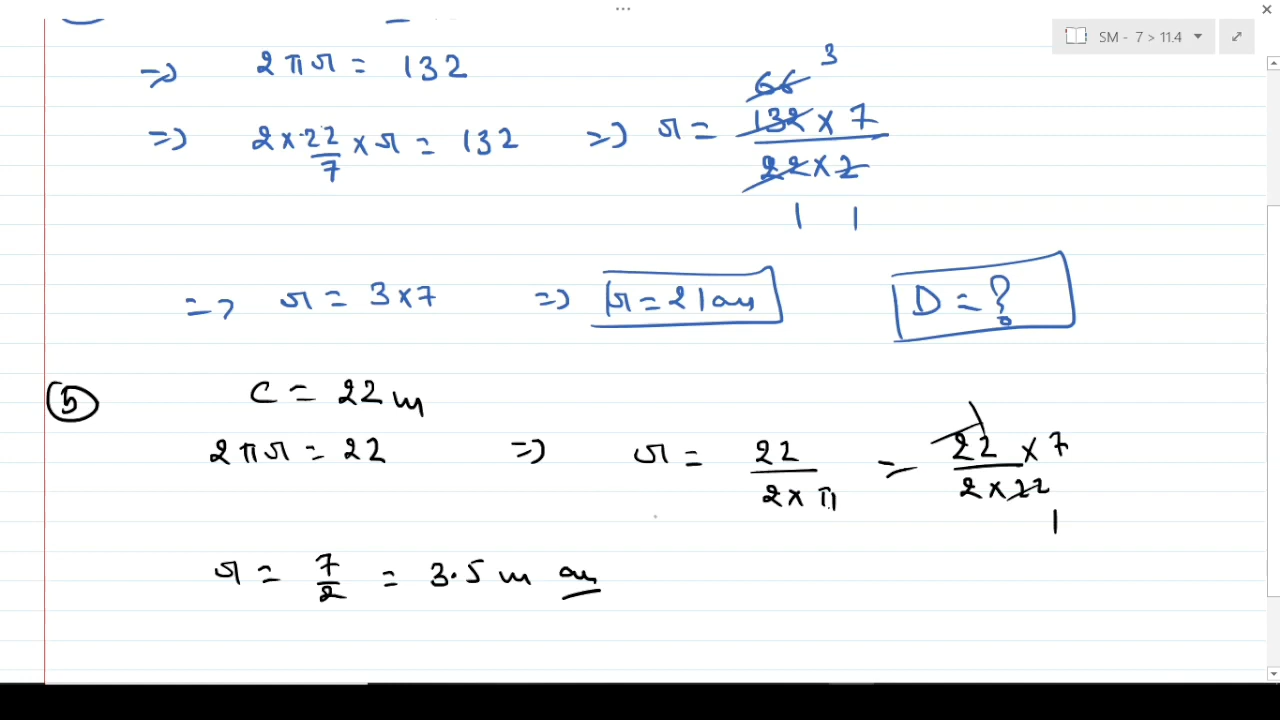 SM - 7 > 11.4
=> 2πr = 132
=> 2 × 22/7 × r = 132 => r = 132 × 7 / 22 × 2
66 3
1 1
=> r = 3 × 7 => r = 21 cm D = ?
5 C = 22 m
2πr = 22 => r = 22 / 2 × π = 22 × 7 / 2 × 22
1
1
r = 7/2 = 3.5 m